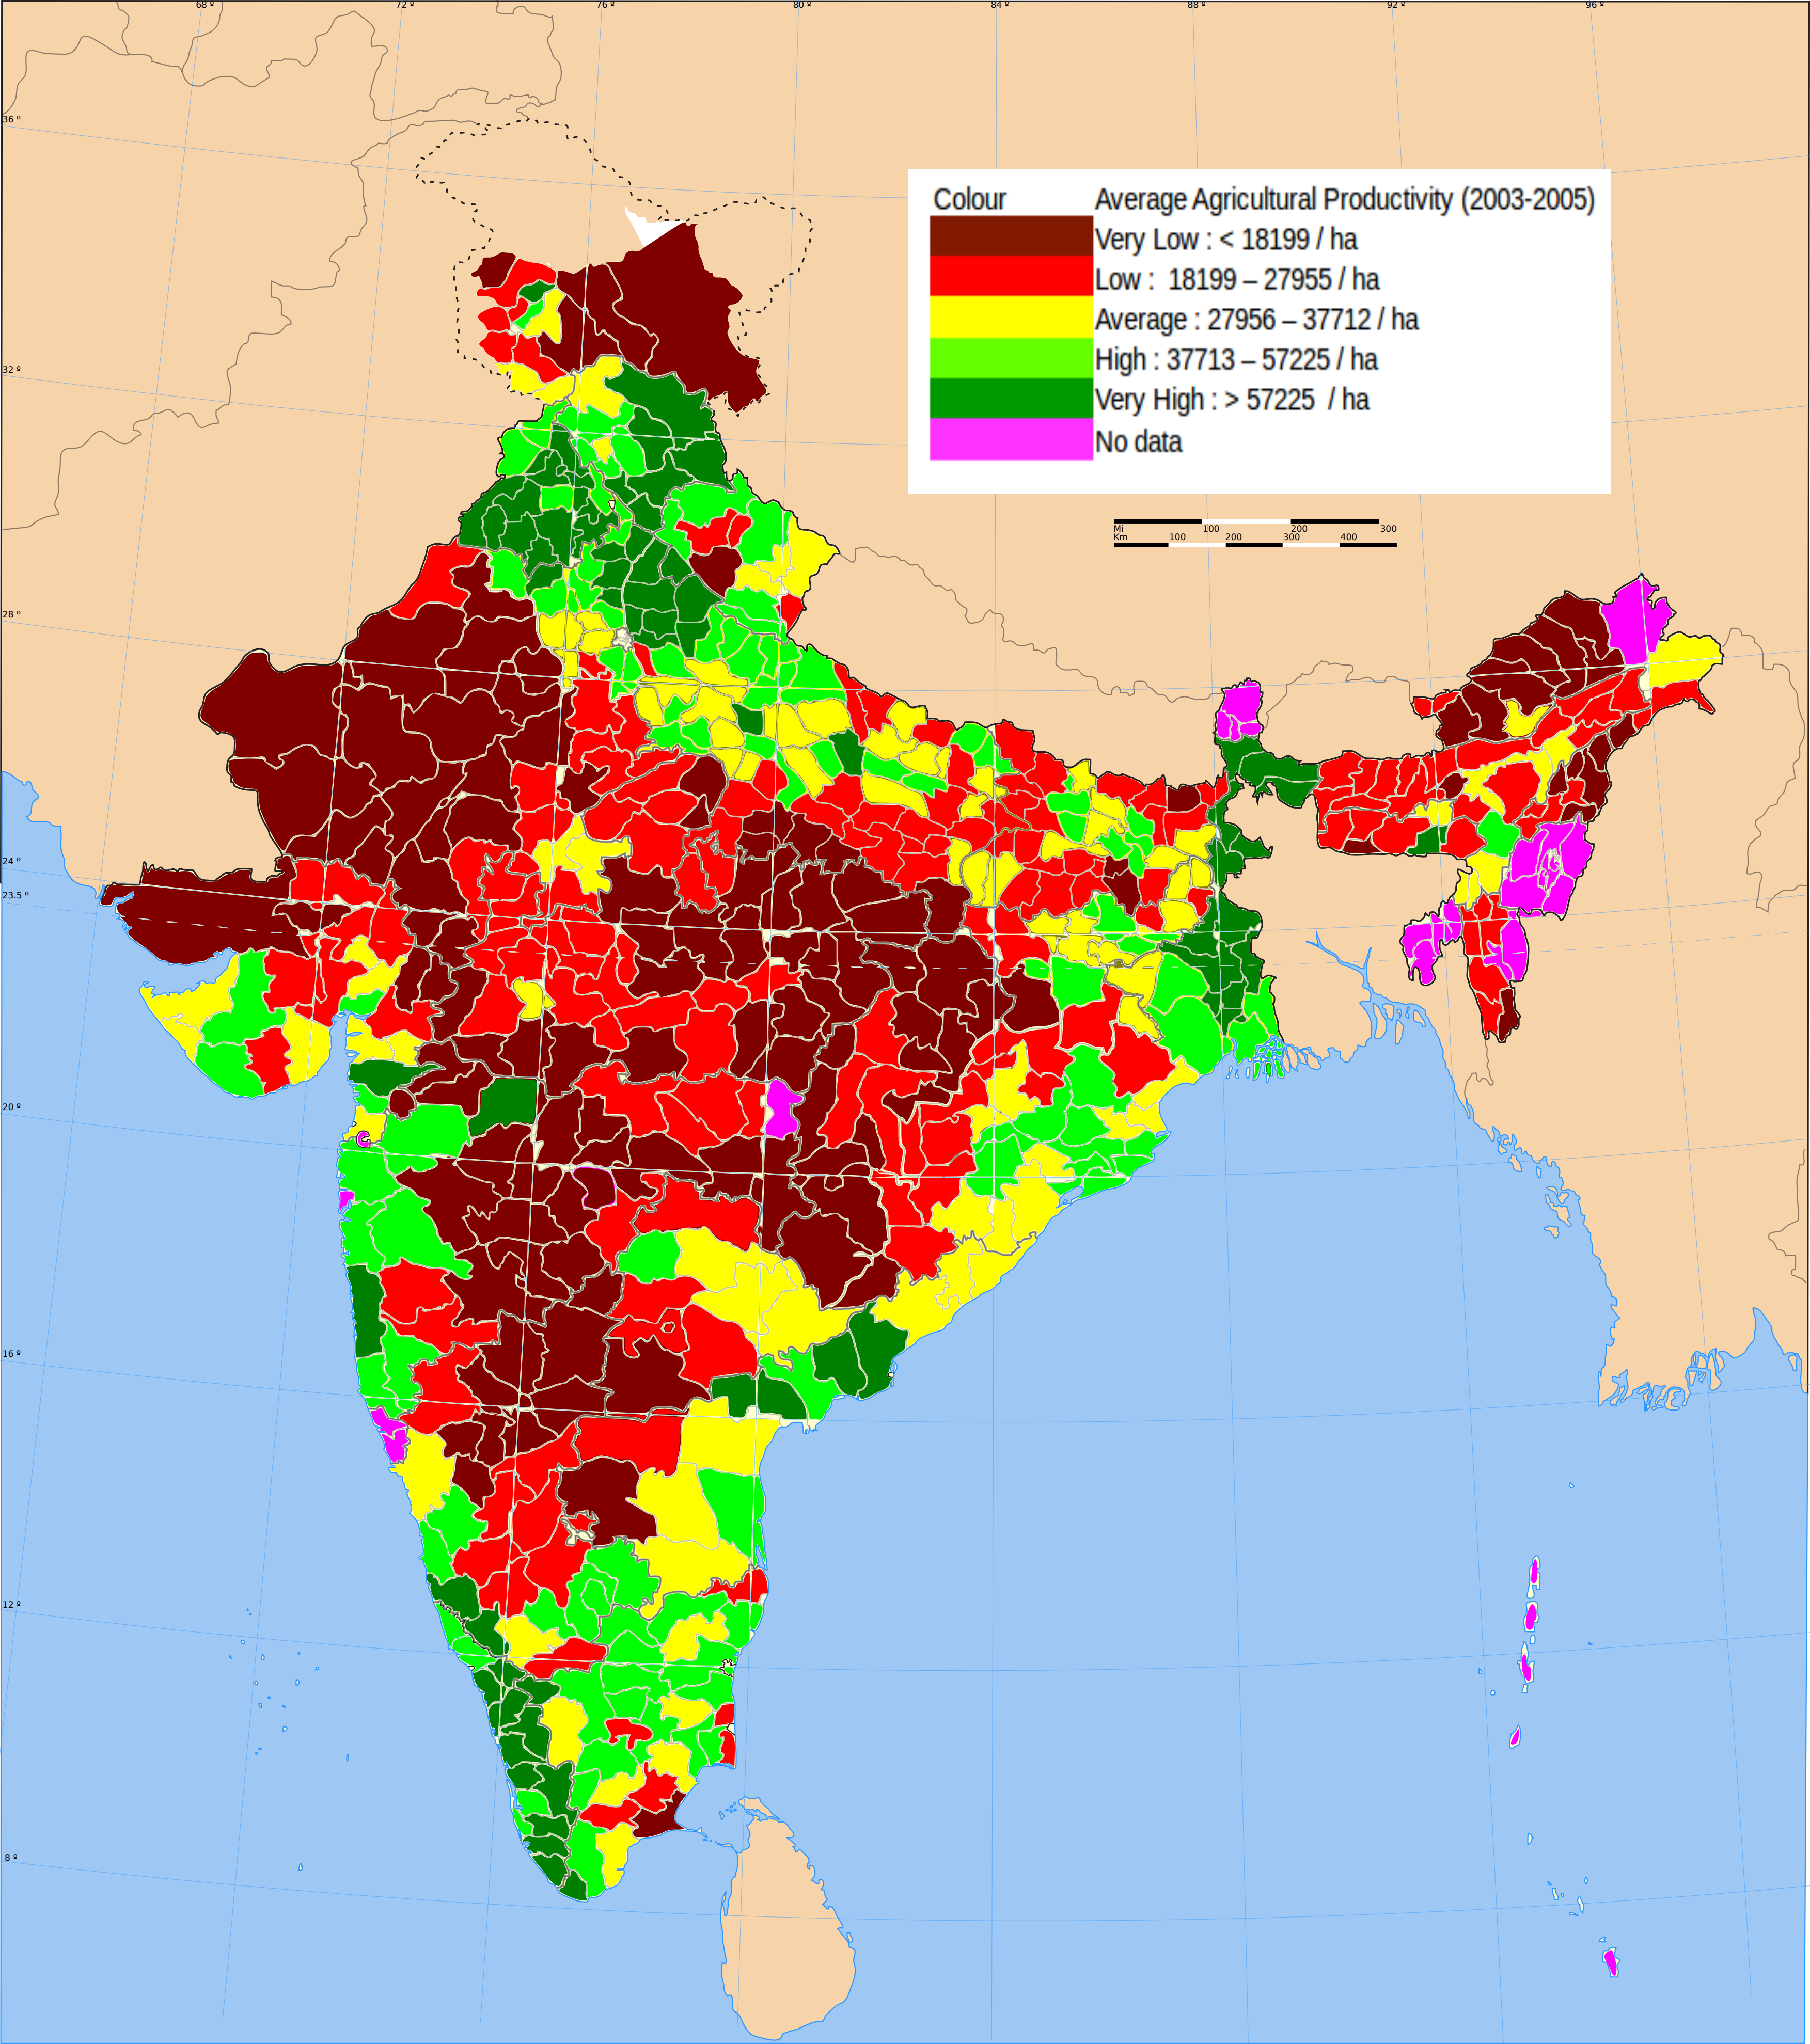 68 º 72 º 76 º 80 º 84 º 88 º 92 º 96 º
36 º
Colour Average Agricultural Productivity (2003-2005)
Very Low : < 18199 / ha
Low : 18199 – 27955 / ha
Average : 27956 – 37712 / ha
High : 37713 – 57225 / ha
Very High : > 57225 / ha
No data
32 º
Mi 100 200 300
Km 100 200 300 400
28 º
24 º
23.5 º
20 º
16 º
12 º
8 º